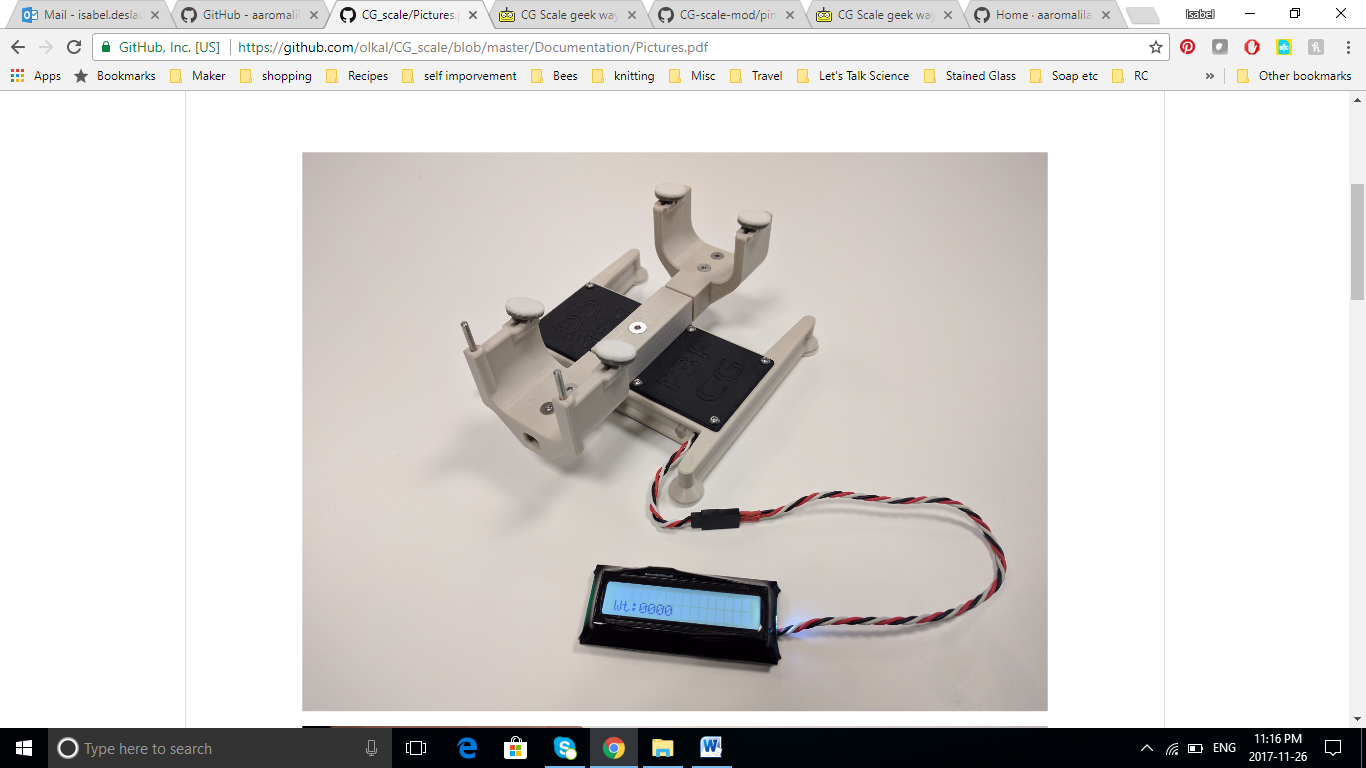 Mail - isabel.desla
GitHub - aaromali
CG_scale/Pictures.p
CG Scale geek way
CG-scale-mod/pin
CG Scale geek way
Home · aaromalila
Isabel
GitHub, Inc. [US]
https://github.com/olkal/CG_scale/blob/master/Documentation/Pictures.pdf
Apps
Bookmarks
Maker
shopping
Recipes
self imporvement
Bees
knitting
Misc
Travel
Let's Talk Science
Stained Glass
Soap etc
RC
»
Other bookmarks
CG
Wt:0000
Type here to search
ENG
11:16 PM
2017-11-26